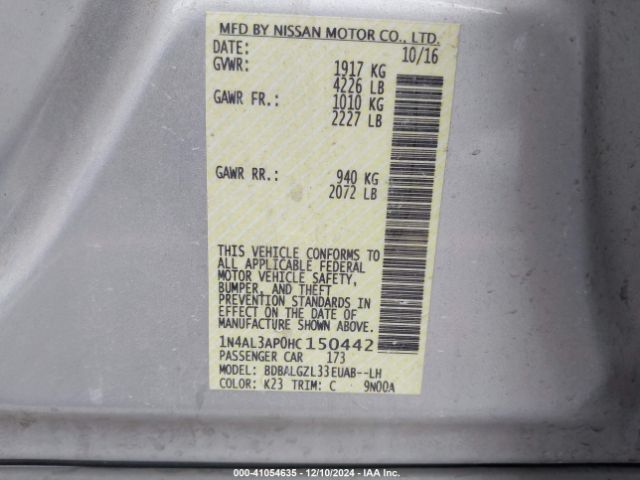 MFD BY NISSAN MOTOR CO., LTD.
DATE: 10/16
GVWR: 1917 KG
4226 LB
GAWR FR.: 1010 KG
2227 LB
GAWR RR.: 940 KG
2072 LB
THIS VEHICLE CONFORMS TO
ALL APPLICABLE FEDERAL
MOTOR VEHICLE SAFETY,
BUMPER, AND THEFT
PREVENTION STANDARDS IN
EFFECT ON THE DATE OF
MANUFACTURE SHOWN ABOVE.
1N4AL3AP0HC150442
PASSENGER CAR 173
MODEL: BDBALGZL33EUAB--LH
COLOR: K23 TRIM: C 9N00A
000-41054635 - 12/10/2024 - IAA Inc.